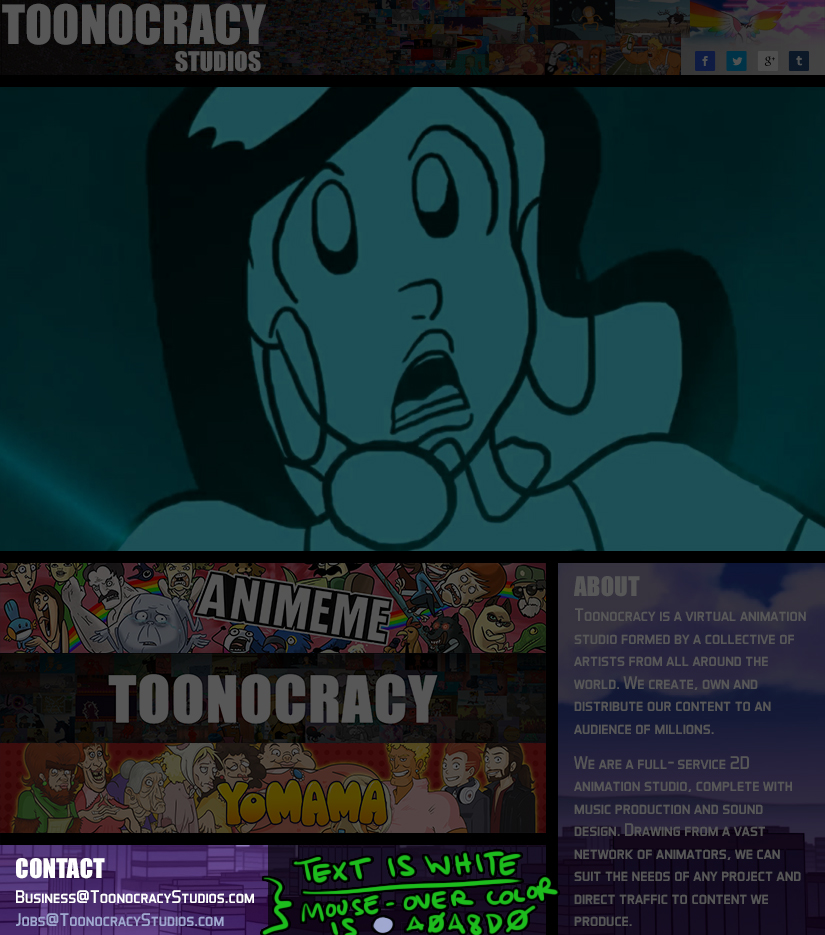 TOONOCRACY
STUDIOS
f
g+
t
ANIMEME
TOONOCRACY
YOMAMA
ABOUT
Toonocracy is a virtual animation
studio formed by a collective of
artists from all around the
world. We create, own and
distribute our content to an
audience of millions.
We are a full- service 2D
animation studio, complete with
music production and sound
design. Drawing from a vast
network of animators, we can
suit the needs of any project and
direct traffic to content we
produce.
CONTACT
Business@ToonocracyStudios.com
Jobs@ToonocracyStudios.com
TEXT IS WHITE
MOUSE-OVER COLOR
IS A0A8D0